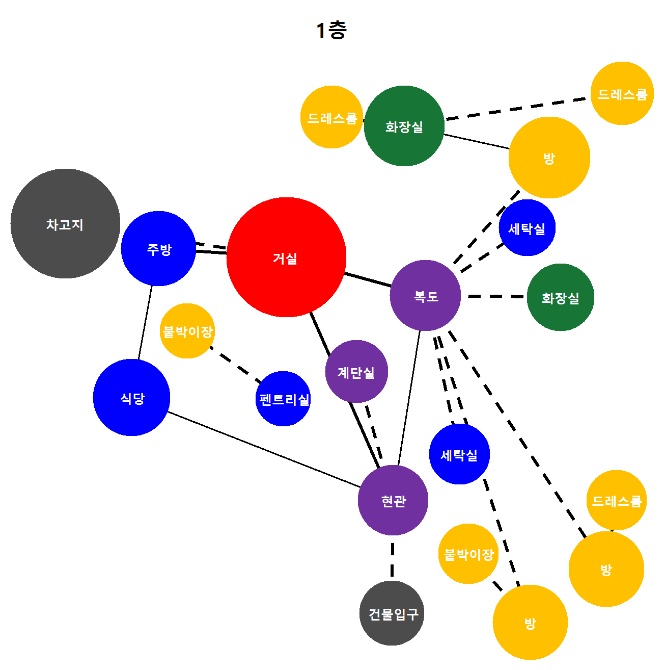 1층
드레스룸
드레스룸
화장실
방
차고지
주방
거실
세탁실
복도
화장실
붙박이장
계단실
식당
펜트리실
세탁실
현관
드레스룸
붙박이장
방
건물입구
방